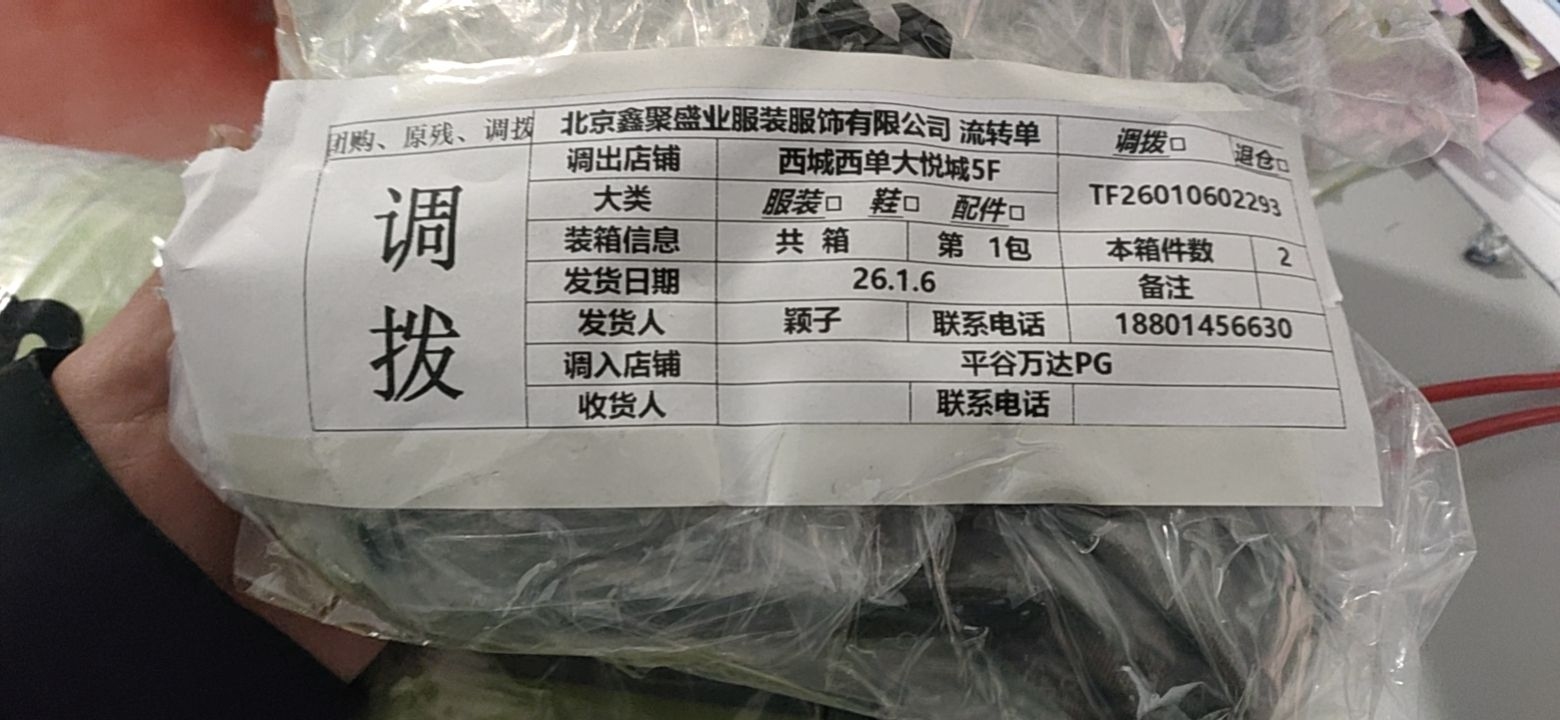 团购、原残、调拨 北京鑫聚盛业服装服饰有限公司 流转单 调拨□ 退仓□
调拨
调出店铺 西城西单大悦城5F TF26010602293
大类 服装□ 鞋□ 配件□
装箱信息 共 箱 第 1包 本箱件数 2
发货日期 26.1.6 备注
发货人 颖子 联系电话 18801456630
调入店铺 平谷万达PG
收货人 联系电话